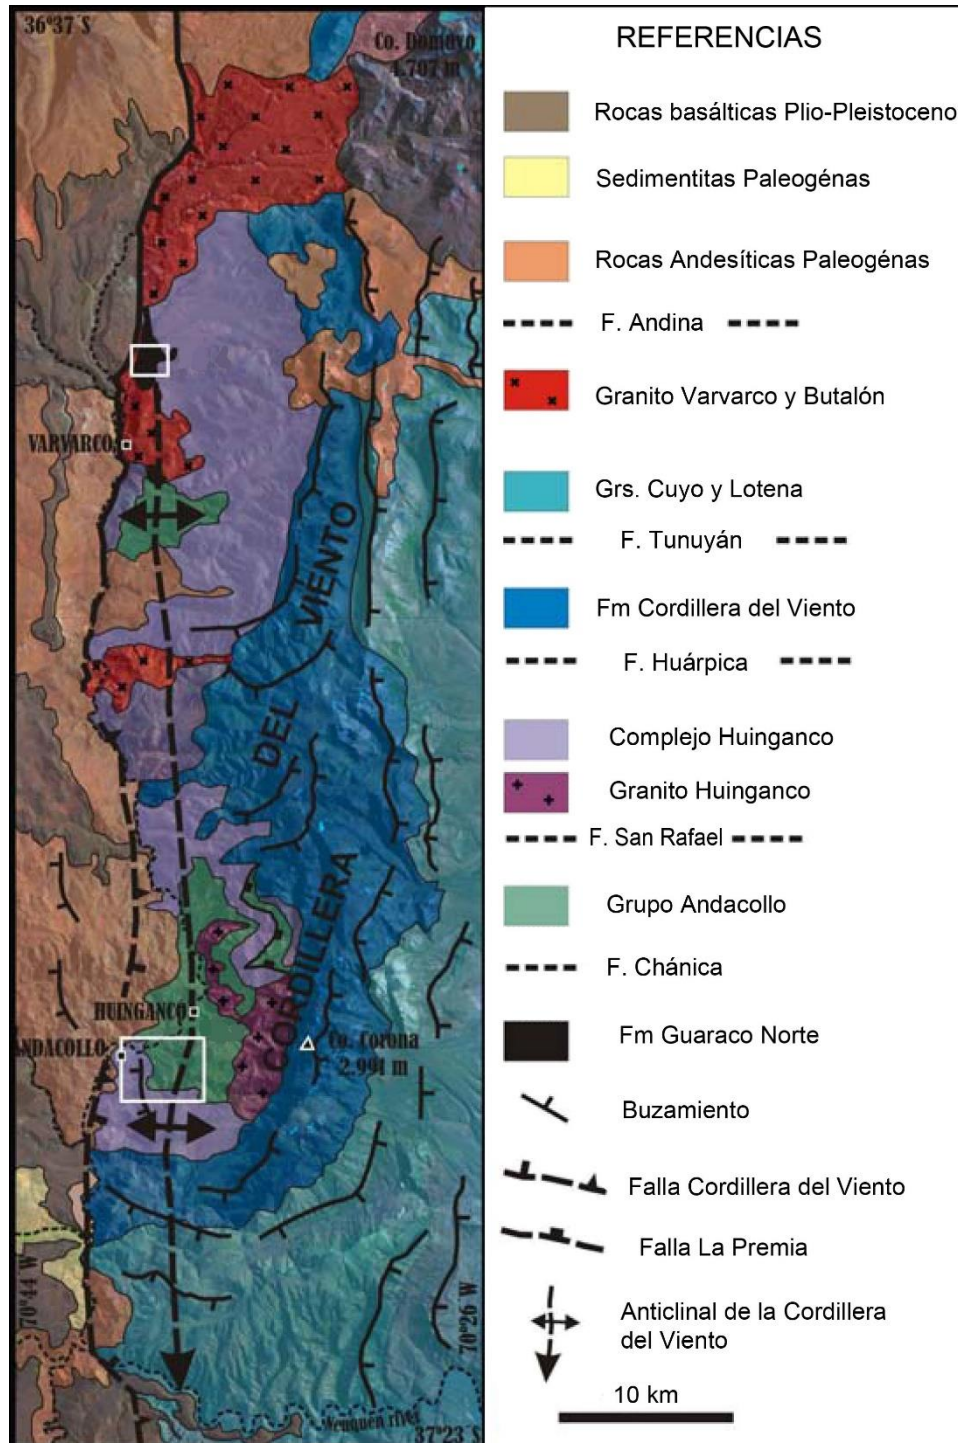 36°37' S
Co. Domuyo
4.707 m
VARVARCO
CORDILLERA DEL VIENTO
HUINGANCO
ANDACOLLO
Co. Corona
2.991 m
70°44' W
70°26' W
Neuquén river
37°23' S
REFERENCIAS
Rocas basálticas Plio-Pleistoceno
Sedimentitas Paleogénas
Rocas Andesíticas Paleogénas
F. Andina
Granito Varvarco y Butalón
Grs. Cuyo y Lotena
F. Tunuyán
Fm Cordillera del Viento
F. Huárpica
Complejo Huinganco
Granito Huinganco
F. San Rafael
Grupo Andacollo
F. Chánica
Fm Guaraco Norte
Buzamiento
Falla Cordillera del Viento
Falla La Premia
Anticlinal de la Cordillera
del Viento
10 km